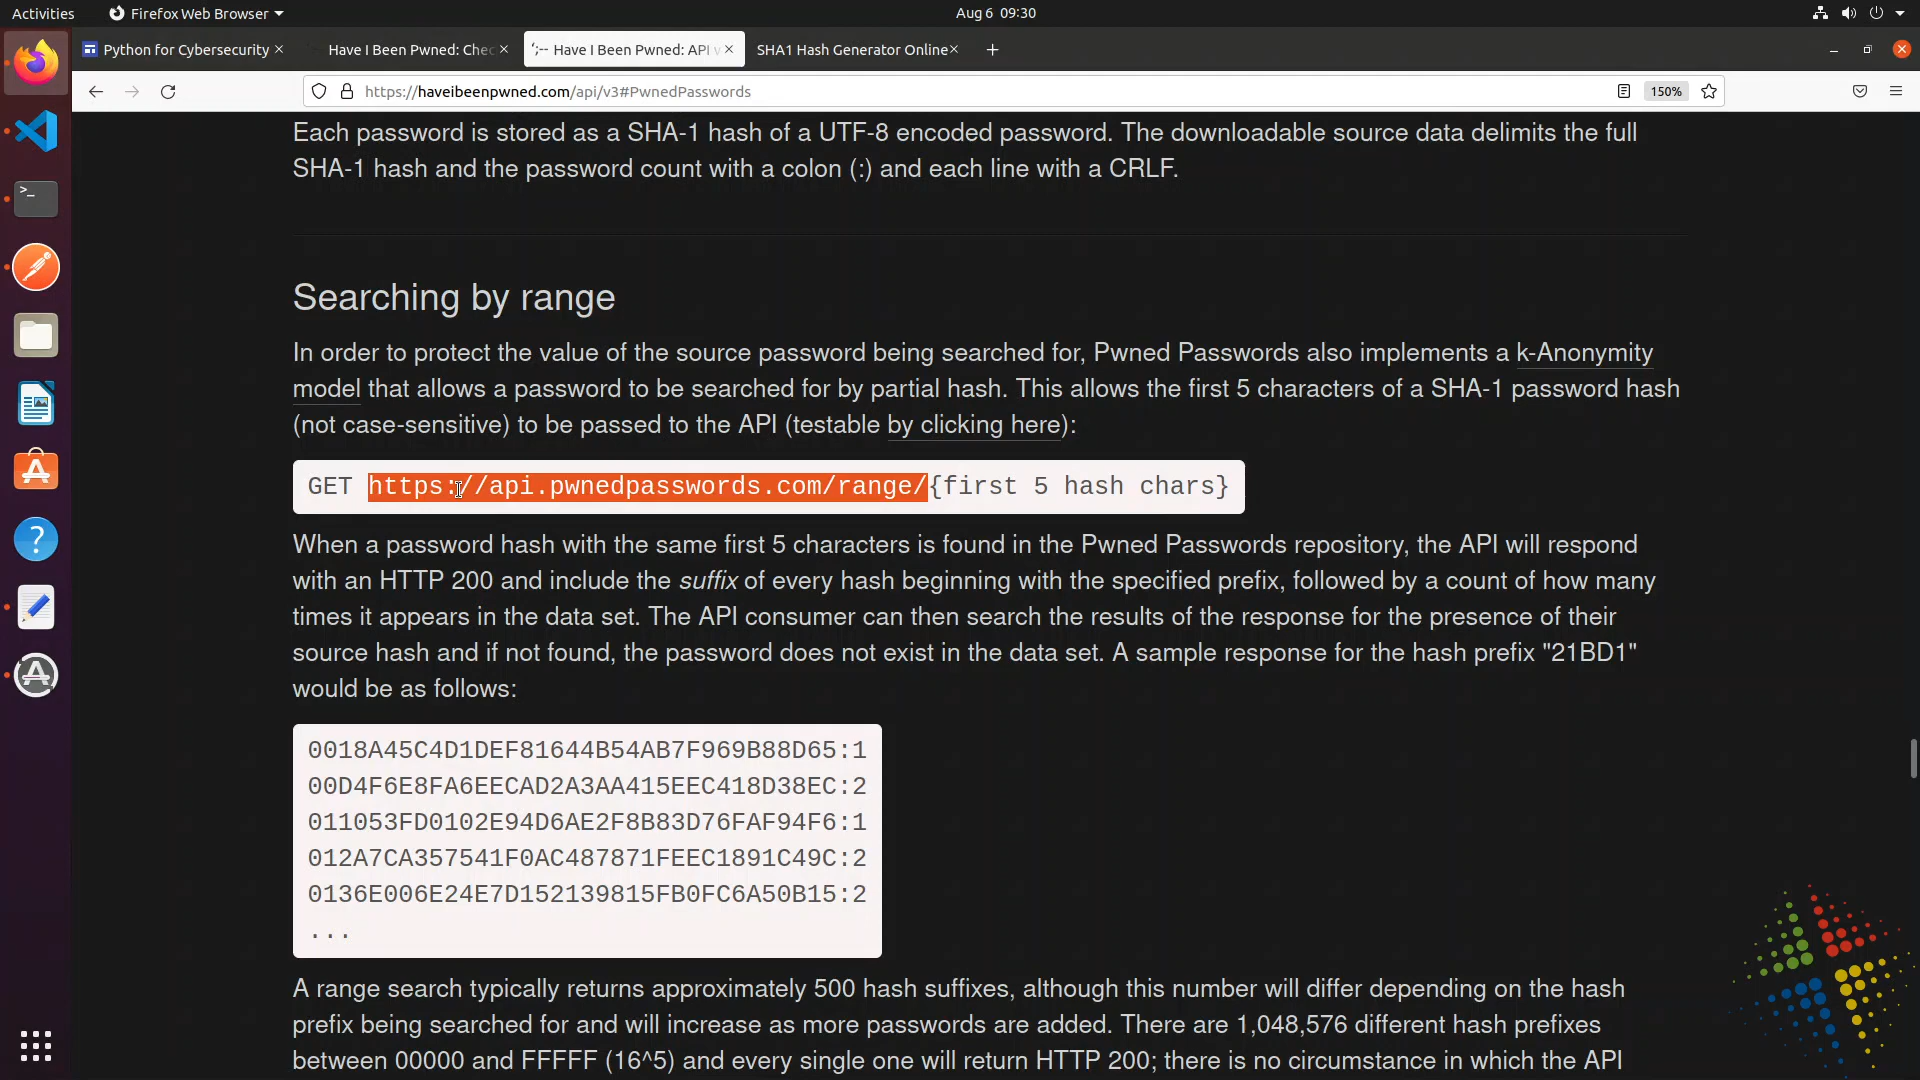 Activities
Firefox Web Browser
Aug 6 09:30
Python for Cybersecurity
Have I Been Pwned: Chec
';-- Have I Been Pwned: API v
SHA1 Hash Generator Online
https://haveibeenpwned.com/api/v3#PwnedPasswords
150%
Each password is stored as a SHA-1 hash of a UTF-8 encoded password. The downloadable source data delimits the full
SHA-1 hash and the password count with a colon (:) and each line with a CRLF.
Searching by range
In order to protect the value of the source password being searched for, Pwned Passwords also implements a k-Anonymity
model that allows a password to be searched for by partial hash. This allows the first 5 characters of a SHA-1 password hash
(not case-sensitive) to be passed to the API (testable by clicking here):
GET https://api.pwnedpasswords.com/range/{first 5 hash chars}
When a password hash with the same first 5 characters is found in the Pwned Passwords repository, the API will respond
with an HTTP 200 and include the suffix of every hash beginning with the specified prefix, followed by a count of how many
times it appears in the data set. The API consumer can then search the results of the response for the presence of their
source hash and if not found, the password does not exist in the data set. A sample response for the hash prefix "21BD1"
would be as follows:
0018A45C4D1DEF81644B54AB7F969B88D65:1
00D4F6E8FA6EECAD2A3AA415EEC418D38EC:2
011053FD0102E94D6AE2F8B83D76FAF94F6:1
012A7CA357541F0AC487871FEEC1891C49C:2
0136E006E24E7D152139815FB0FC6A50B15:2
...
A range search typically returns approximately 500 hash suffixes, although this number will differ depending on the hash
prefix being searched for and will increase as more passwords are added. There are 1,048,576 different hash prefixes
between 00000 and FFFFF (16^5) and every single one will return HTTP 200; there is no circumstance in which the API